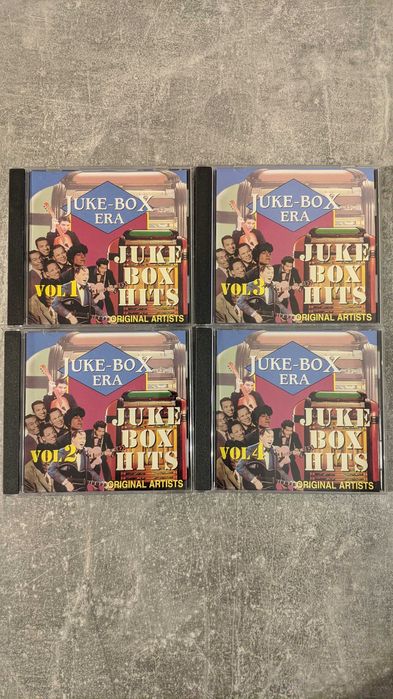 JUKE-BOX
ERA
JUKE
BOX
HITS
VOL 1
ORIGINAL ARTISTS
JUKE-BOX
ERA
JUKE
BOX
HITS
VOL 3
ORIGINAL ARTISTS
JUKE-BOX
ERA
JUKE
BOX
HITS
VOL 2
ORIGINAL ARTISTS
JUKE-BOX
ERA
JUKE
BOX
HITS
VOL 4
ORIGINAL ARTISTS